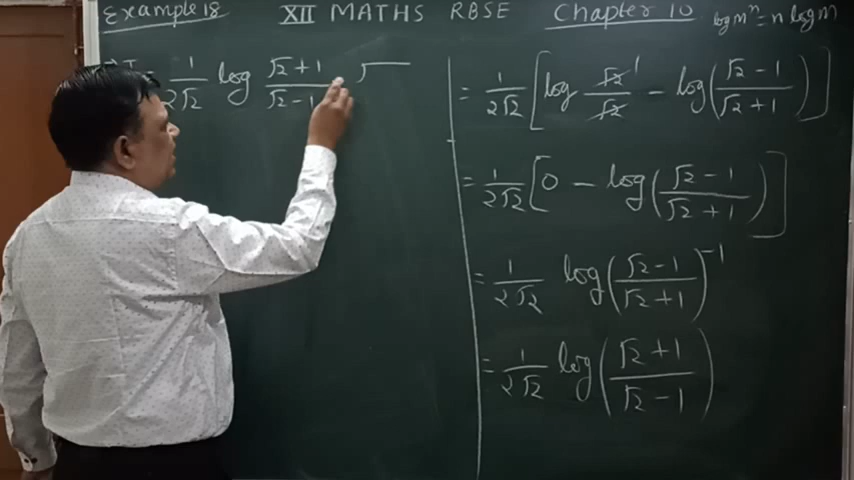 Example 18 XII MATHS RBSE Chapter 10
log mⁿ = n log m
I = 1/2√2 log √2+1/√2-1
= 1/2√2 [log √2/√2 1 - log(√2-1/√2+1)]
= 1/2√2 [0 - log(√2-1/√2+1)]
= 1/2√2 log(√2-1/√2+1)⁻¹
= 1/2√2 log(√2+1/√2-1)